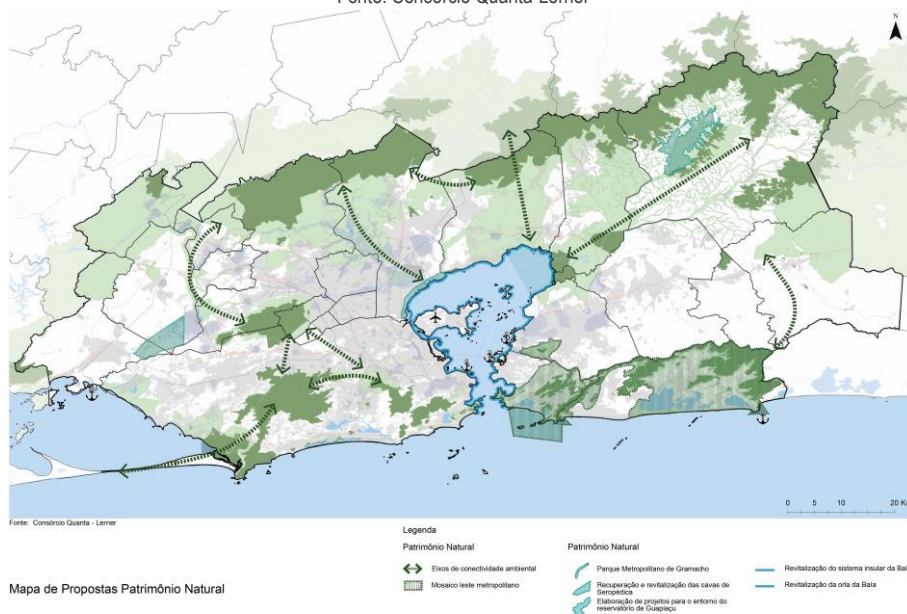 Fonte: Consórcio Quanta-Lerner
N
0 5 10 20 K
Fonte: Consórcio Quanta - Lerner
Legenda
Patrimônio Natural
Eixos de conectividade ambiental
Mosaico leste metropolitano
Patrimônio Natural
Parque Metropolitano de Gramacho
Recuperação e revitalização das cavas de
Seropédica
Elaboração de projetos para o entorno do
reservatório de Guapiaçu
Revitalização do sistema insular da Baí
Revitalização da orla da Baía
Mapa de Propostas Patrimônio Natural